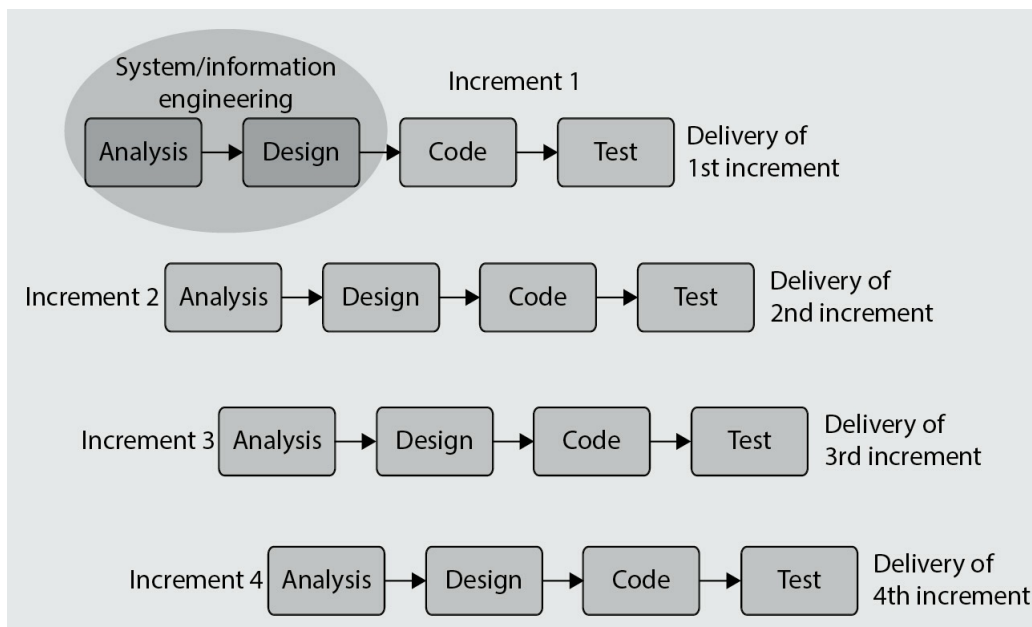 System/information
engineering
Increment 1
Analysis
Design
Code
Test
Delivery of
1st increment
Increment 2
Analysis
Design
Code
Test
Delivery of
2nd increment
Increment 3
Analysis
Design
Code
Test
Delivery of
3rd increment
Increment 4
Analysis
Design
Code
Test
Delivery of
4th increment